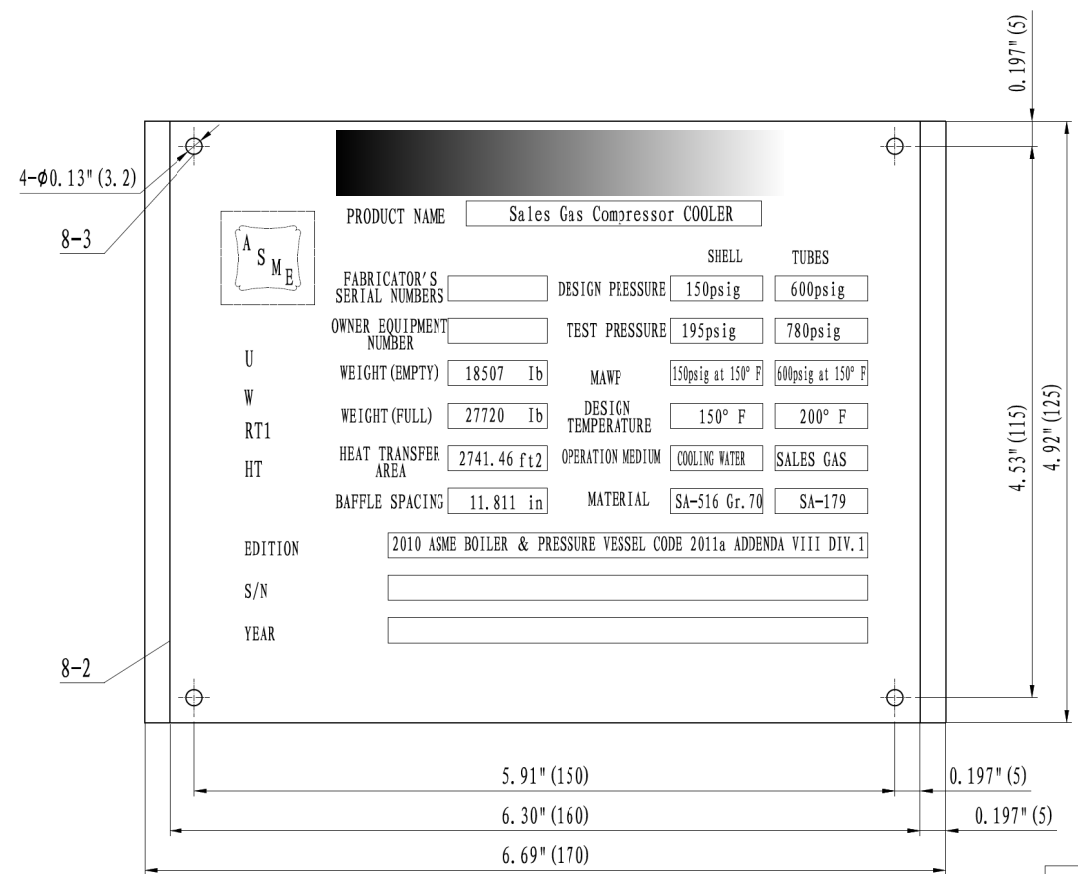 0.197"(5)
4-ϕ0.13"(3.2)
8-3
PRODUCT NAME Sales Gas Compressor COOLER
A S M E
SHELL TUBES
FABRICATOR'S SERIAL NUMBERS DESIGN PRESSURE 150psig 600psig
OWNER EQUIPMENT NUMBER TEST PRESSURE 195psig 780psig
U WEIGHT(EMPTY) 18507 Ib MAWP 150psig at 150° F 600psig at 150° F
W WEIGHT(FULL) 27720 Ib DESIGN TEMPERATURE 150° F 200° F
RT1
HT HEAT TRANSFER AREA 2741.46 ft2 OPERATION MEDIUM COOLING WATER SALES GAS
BAFFLE SPACING 11.811 in MATERIAL SA-516 Gr.70 SA-179
4.53"(115)
4.92"(125)
EDITION 2010 ASME BOILER & PRESSURE VESSEL CODE 2011a ADDENDA VIII DIV.1
S/N
YEAR
8-2
5.91"(150) 0.197"(5)
6.30"(160) 0.197"(5)
6.69"(170)